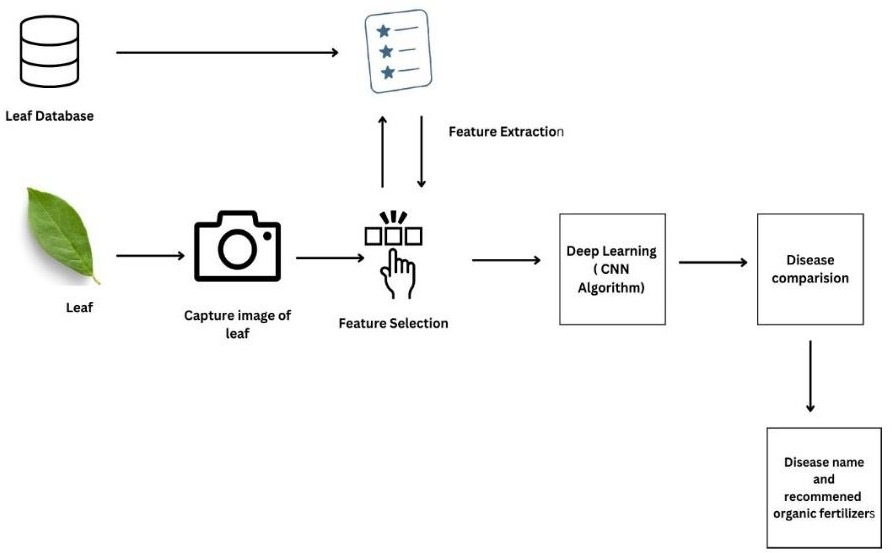 Leaf Database
Feature Extraction
Leaf
Capture image of
leaf
Feature Selection
Deep Learning
( CNN
Algorithm)
Disease
comparision
Disease name
and
recommened
organic fertilizers